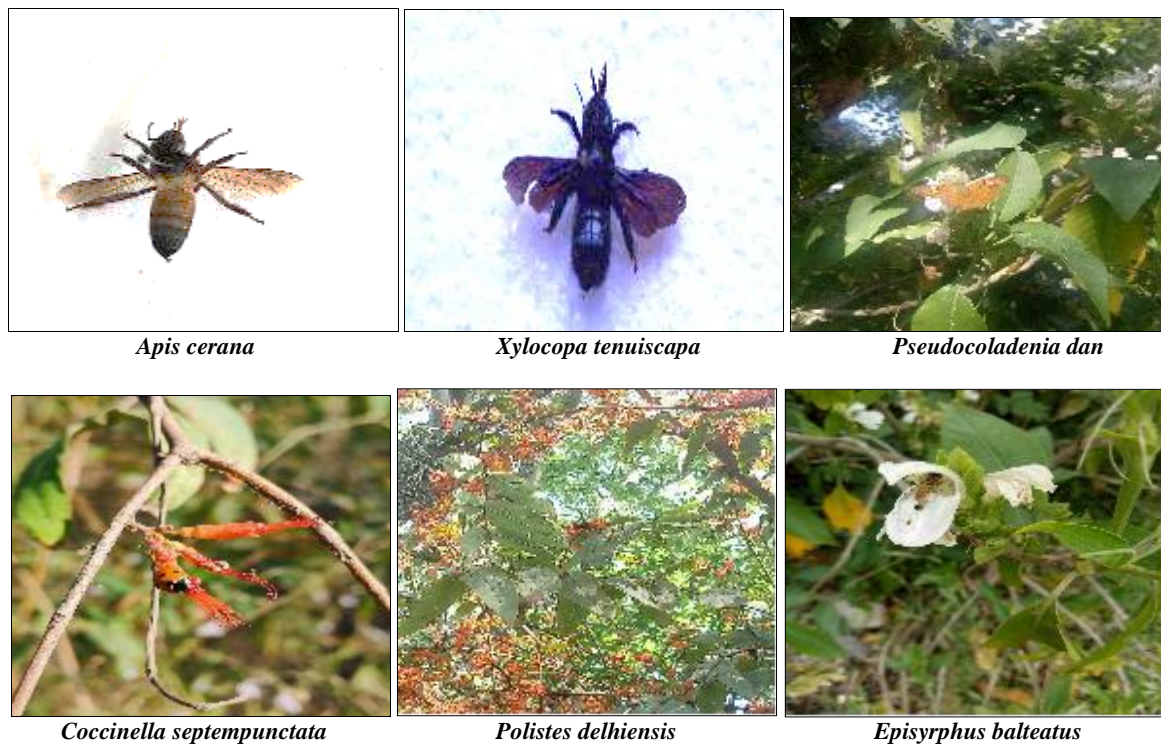 Apis cerana
Xylocopa tenuiscapa
Pseudocoladenia dan
Coccinella septempunctata
Polistes delhiensis
Episyrphus balteatus